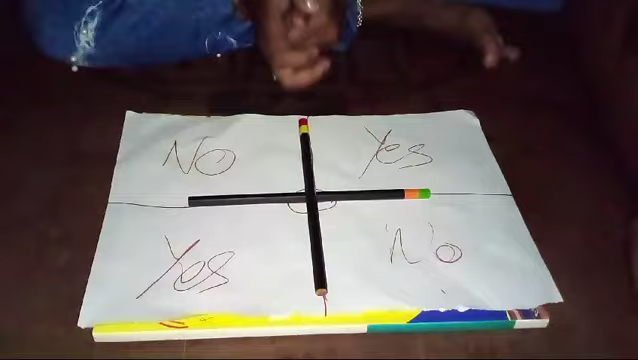 No Yes
Yes No